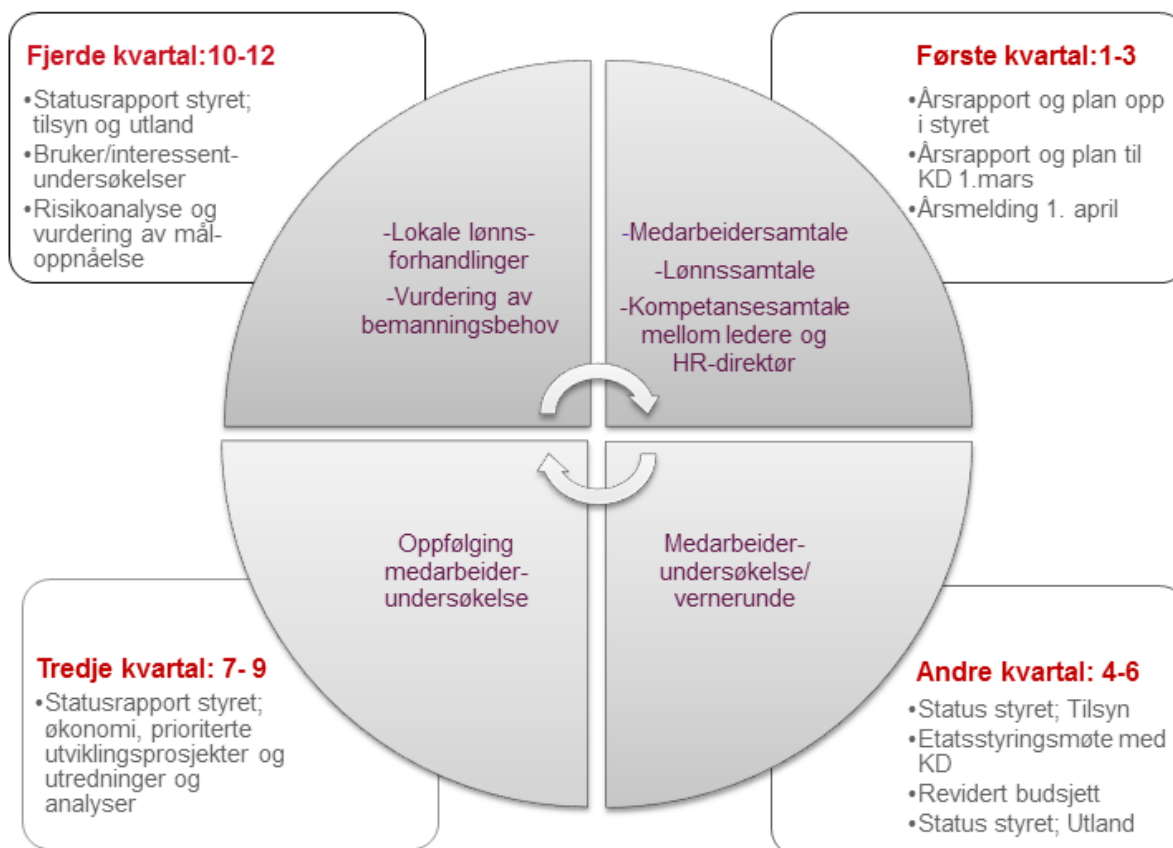 Fjerde kvartal:10-12
•Statusrapport styret;
tilsyn og utland
•Bruker/interessent-
undersøkelser
•Risikoanalyse og
vurdering av mål-
oppnåelse
Første kvartal:1-3
•Årsrapport og plan opp
i styret
•Årsrapport og plan til
KD 1.mars
•Årsmelding 1. april
-Lokale lønns-
forhandlinger
-Vurdering av
bemanningsbehov
-Medarbeidersamtale
-Lønnssamtale
-Kompetansesamtale
mellom ledere og
HR-direktør
Oppfølging
medarbeider-
undersøkelse
Medarbeider-
undersøkelse/
vernerunde
Tredje kvartal: 7- 9
•Statusrapport styret;
økonomi, prioriterte
utviklingsprosjekter og
utredninger og
analyser
Andre kvartal: 4-6
•Status styret; Tilsyn
•Etatsstyringsmøte med
KD
•Revidert budsjett
•Status styret; Utland